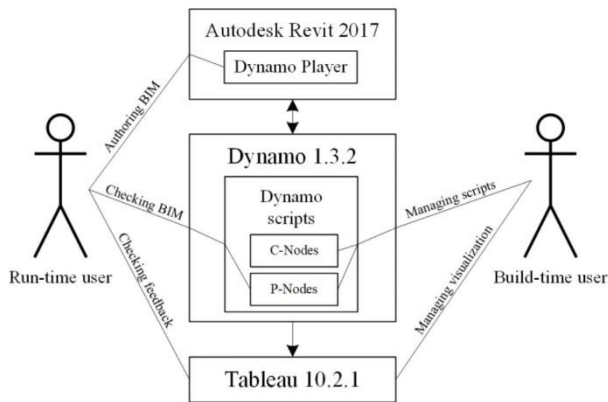 Autodesk Revit 2017
Dynamo Player
Authoring BIM
Dynamo 1.3.2
Dynamo
scripts
Checking BIM
Managing scripts
C-Nodes
P-Nodes
Run-time user
Build-time user
Checking feedback
Managing visualization
Tableau 10.2.1